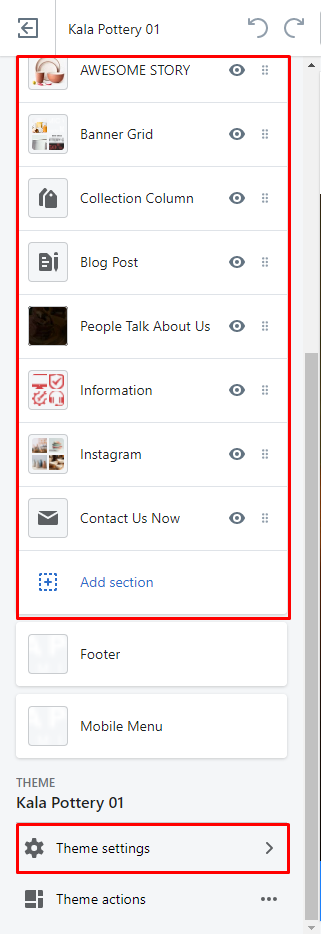 Kala Pottery 01
AWESOME STORY
Banner Grid
Collection Column
Blog Post
People Talk About Us
Information
Instagram
Contact Us Now
Add section
Footer
Mobile Menu
THEME
Kala Pottery 01
Theme settings
Theme actions